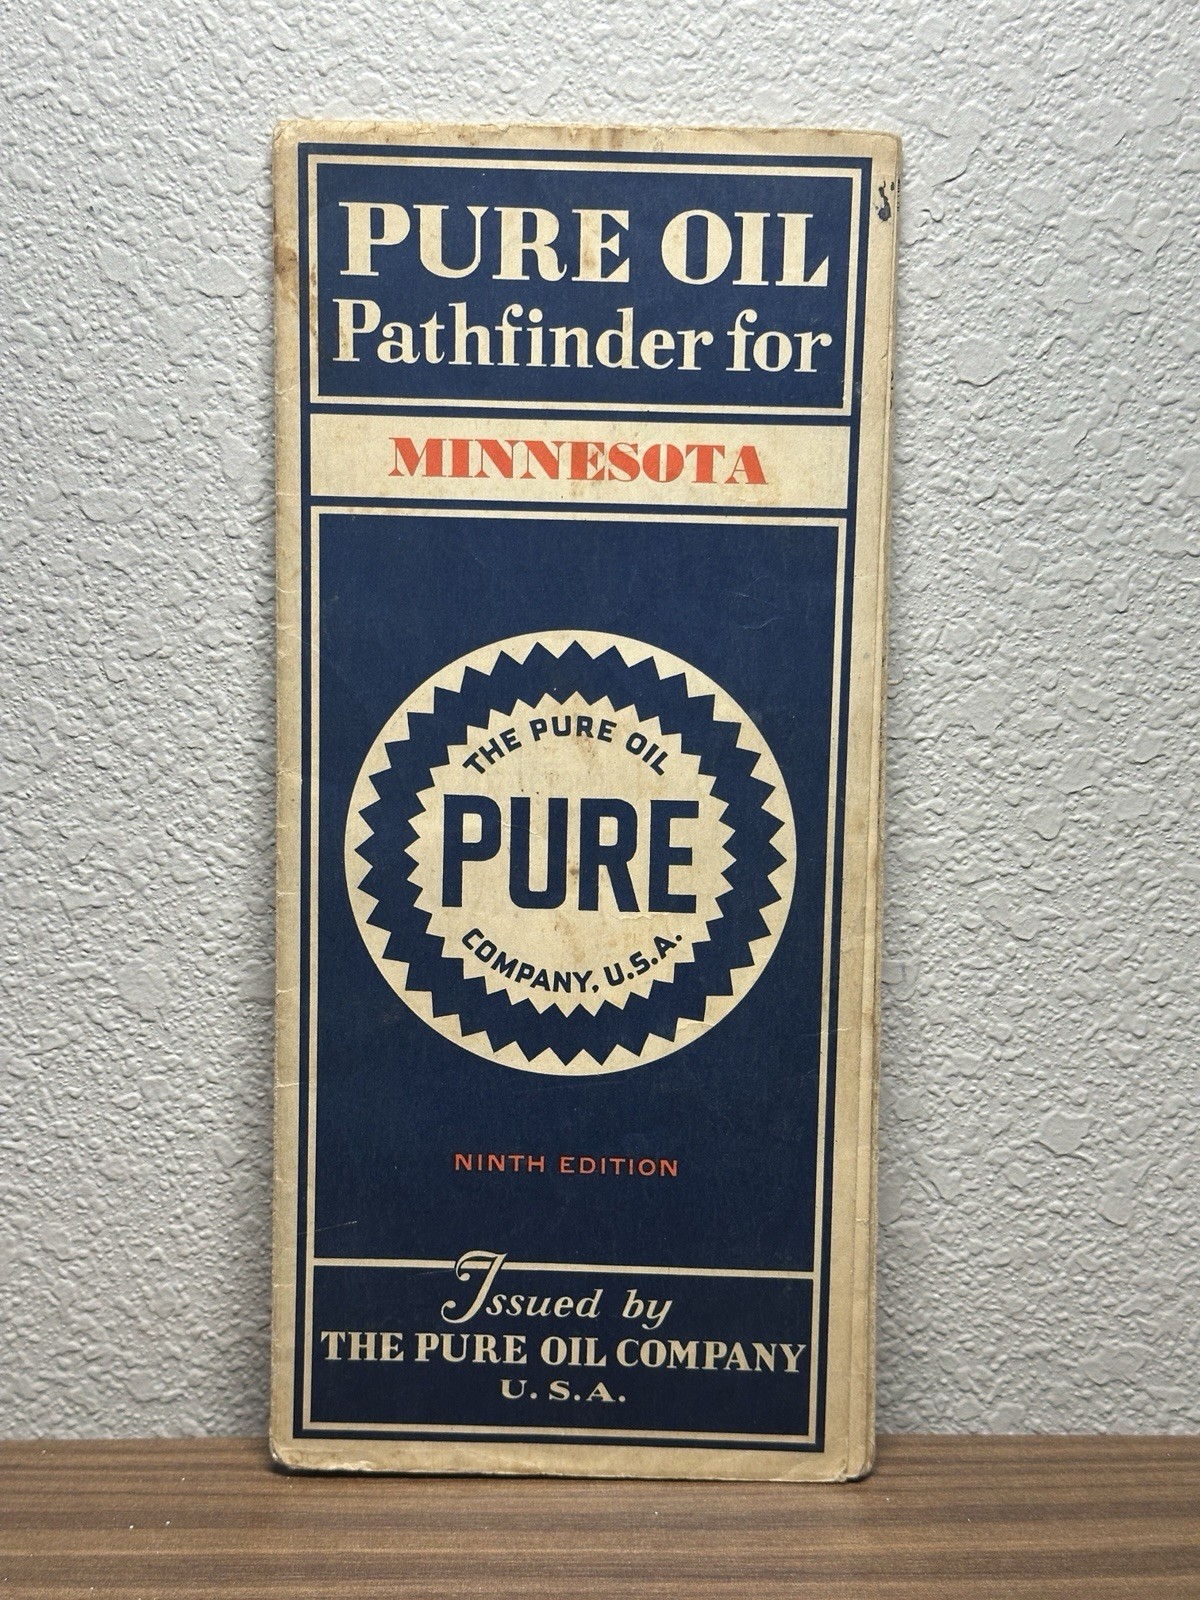 PURE OIL
Pathfinder for
MINNESOTA
THE PURE OIL
PURE
COMPANY, U.S.A.
NINTH EDITION
Issued by
THE PURE OIL COMPANY
U.S.A.